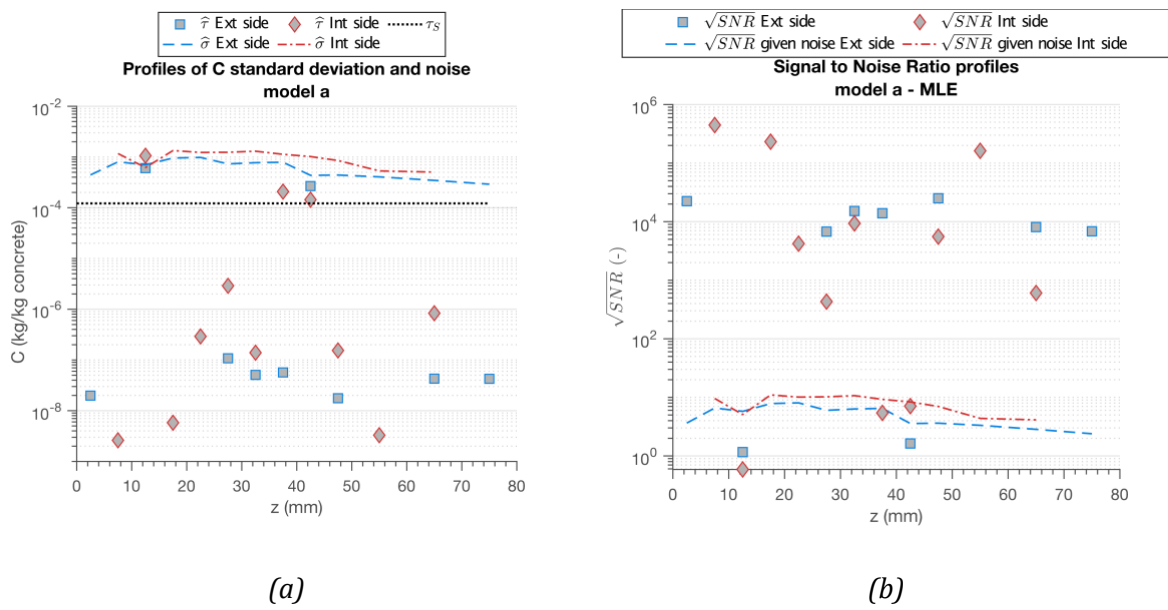 τ̂ Ext side τ̂ Int side τ_S
σ̂ Ext side σ̂ Int side
Profiles of C standard deviation and noise
model a
10^-2
10^-4
10^-6
10^-8
C (kg/kg concrete)
0 10 20 30 40 50 60 70 80
z (mm)
(a)
√SNR Ext side √SNR Int side
√SNR given noise Ext side √SNR given noise Int side
Signal to Noise Ratio profiles
model a - MLE
10^6
10^4
10^2
10^0
√SNR (-)
0 10 20 30 40 50 60 70 80
z (mm)
(b)